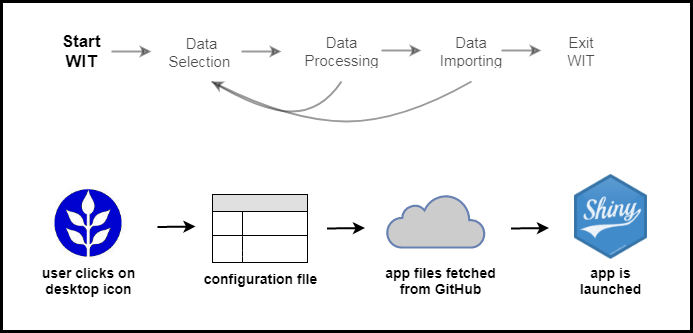 Start
WIT
Data
Selection
Data
Processing
Data
Importing
Exit
WIT
user clicks on
desktop icon
configuration file
app files fetched
from GitHub
Shiny
app is
launched